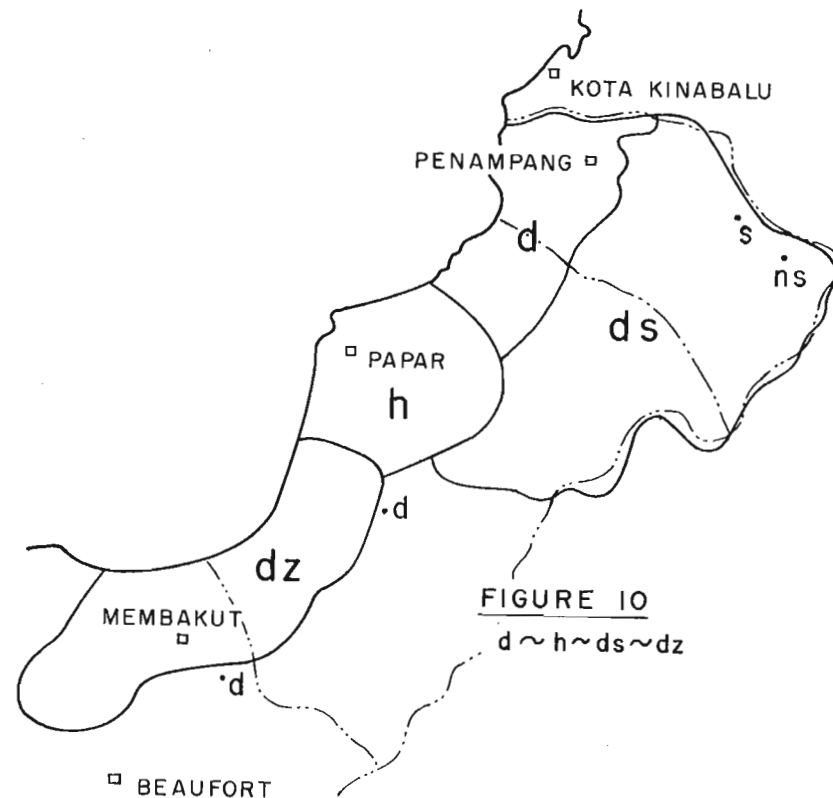 KOTA KINABALU
PENAMPANG
s
d
ns
ds
PAPAR
h
d
dz
FIGURE 10
MEMBAKUT
d ~ h ~ ds ~ dz
d
BEAUFORT